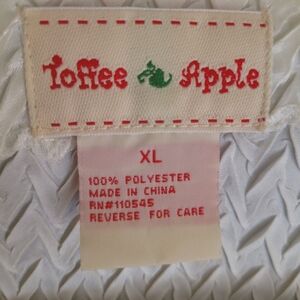 Toffee Apple
XL
100% POLYESTER
MADE IN CHINA
RN#110545
REVERSE FOR CARE